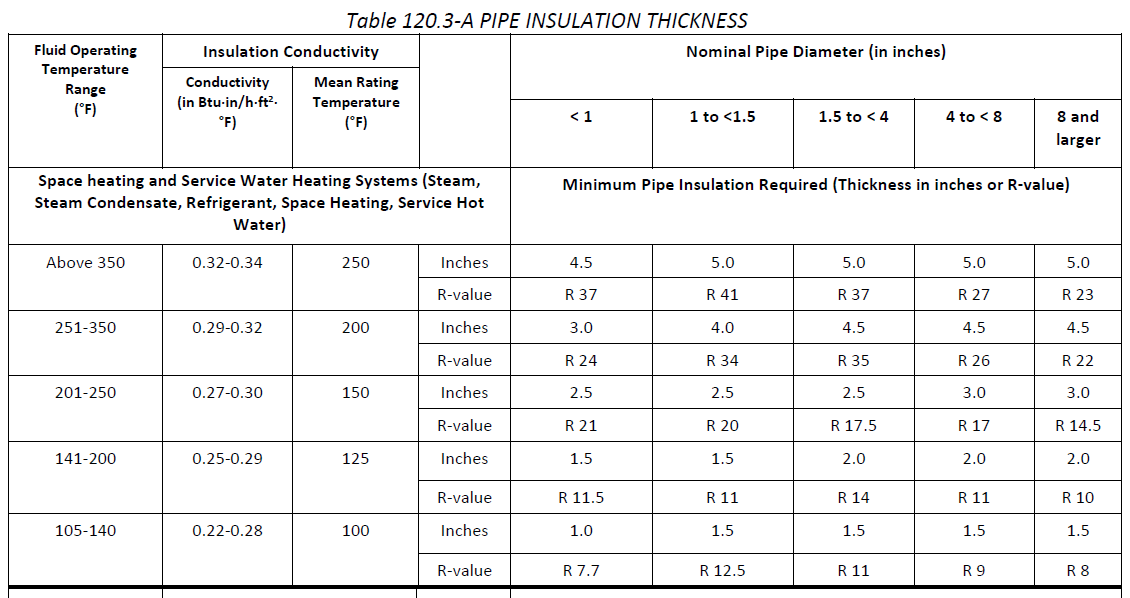 Table 120.3-A PIPE INSULATION THICKNESS
Fluid Operating Temperature Range (°F) Insulation Conductivity Nominal Pipe Diameter (in inches)
Conductivity (in Btu·in/h·ft²·°F) Mean Rating Temperature (°F) < 1 1 to <1.5 1.5 to < 4 4 to < 8 8 and larger
Space heating and Service Water Heating Systems (Steam, Steam Condensate, Refrigerant, Space Heating, Service Hot Water) Minimum Pipe Insulation Required (Thickness in inches or R-value)
Above 350 0.32-0.34 250 Inches 4.5 5.0 5.0 5.0 5.0
R-value R 37 R 41 R 37 R 27 R 23
251-350 0.29-0.32 200 Inches 3.0 4.0 4.5 4.5 4.5
R-value R 24 R 34 R 35 R 26 R 22
201-250 0.27-0.30 150 Inches 2.5 2.5 2.5 3.0 3.0
R-value R 21 R 20 R 17.5 R 17 R 14.5
141-200 0.25-0.29 125 Inches 1.5 1.5 2.0 2.0 2.0
R-value R 11.5 R 11 R 14 R 11 R 10
105-140 0.22-0.28 100 Inches 1.0 1.5 1.5 1.5 1.5
R-value R 7.7 R 12.5 R 11 R 9 R 8